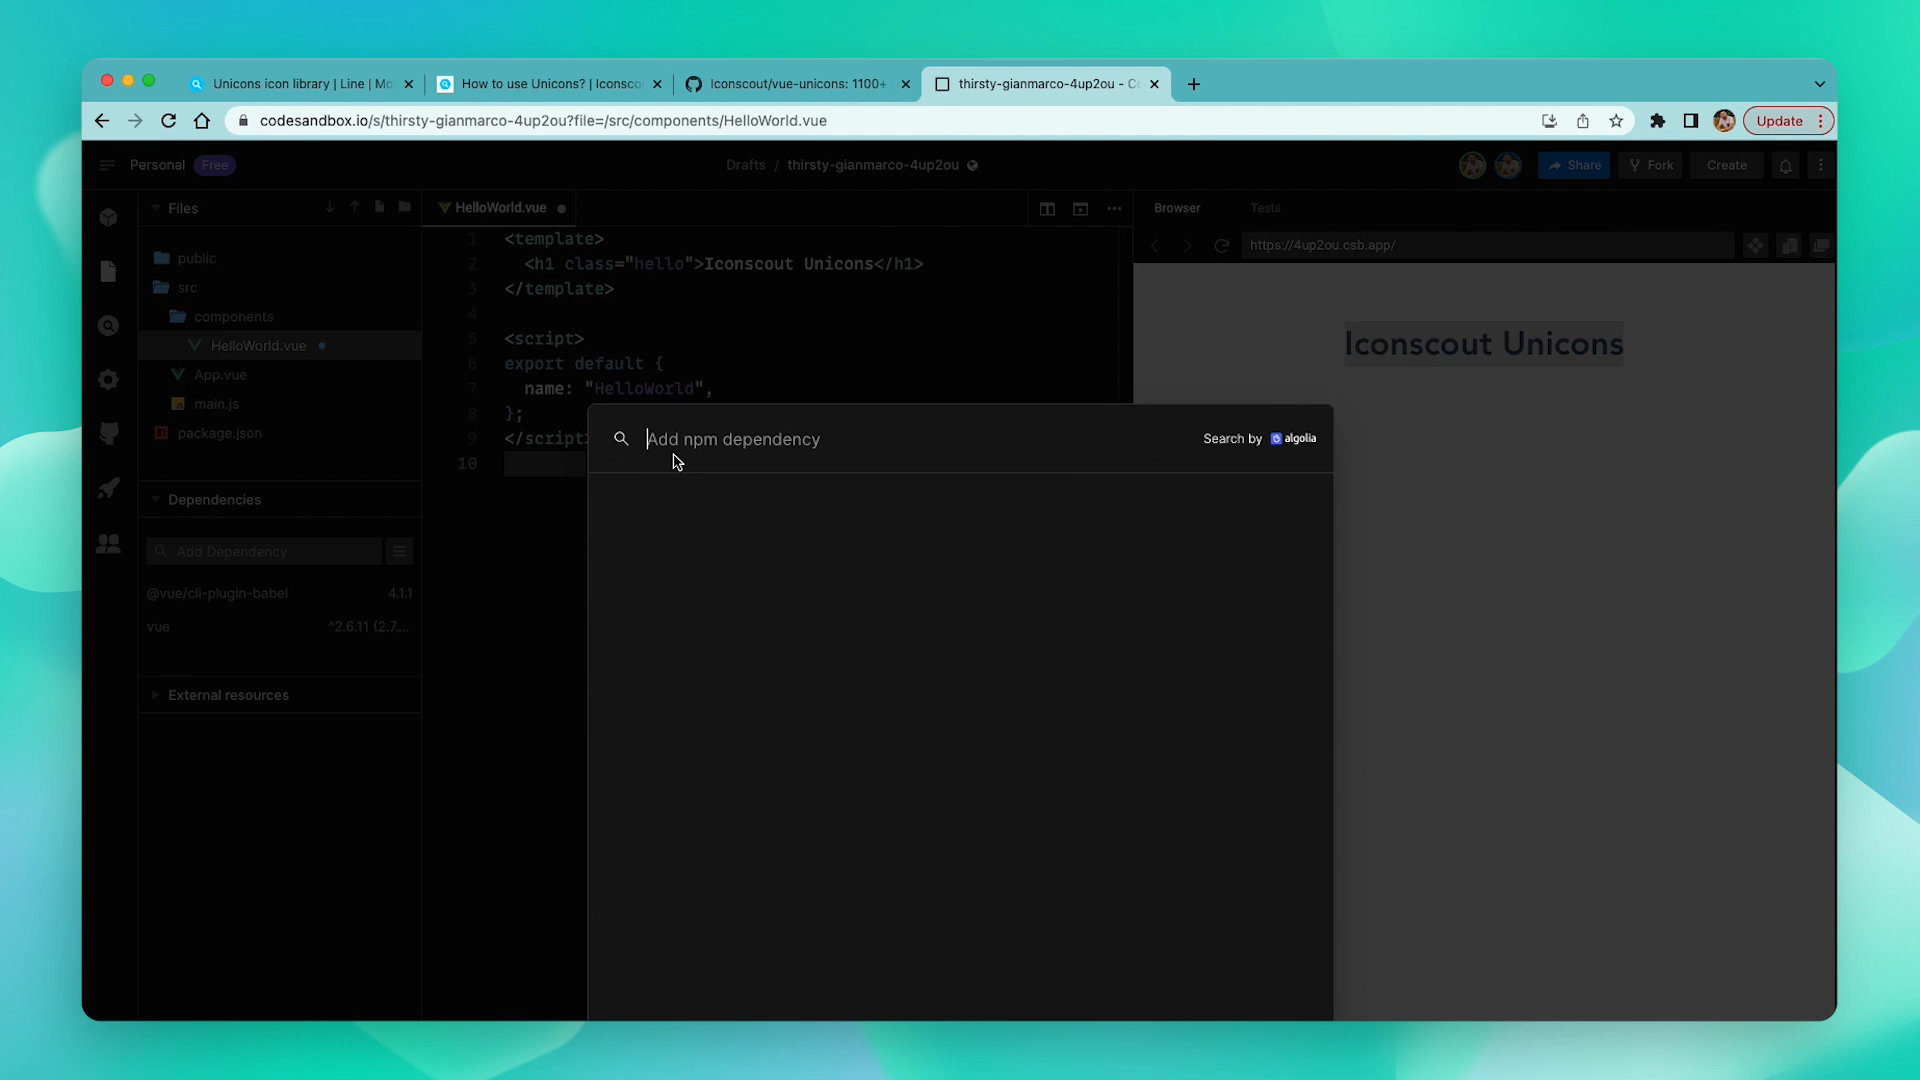 Unicons icon library | Line | Mo
How to use Unicons? | Iconsco
Iconscout/vue-unicons: 1100+
thirsty-gianmarco-4up2ou - Co
codesandbox.io/s/thirsty-gianmarco-4up2ou?file=/src/components/HelloWorld.vue
Update
Personal
Free
Drafts / thirsty-gianmarco-4up2ou
Share
Fork
Create
Files
HelloWorld.vue
Browser
Tests
https://4up2ou.csb.app/
public
src
components
HelloWorld.vue
App.vue
main.js
package.json
1 <template>
2 <h1 class="hello">Iconscout Unicons</h1>
3 </template>
4
5 <script>
6 export default {
7 name: "HelloWorld",
8 };
9 </script>
10
Iconscout Unicons
Add npm dependency
Search by algolia
Dependencies
Add Dependency
@vue/cli-plugin-babel 4.1.1
vue ^2.6.11 (2.7....
External resources